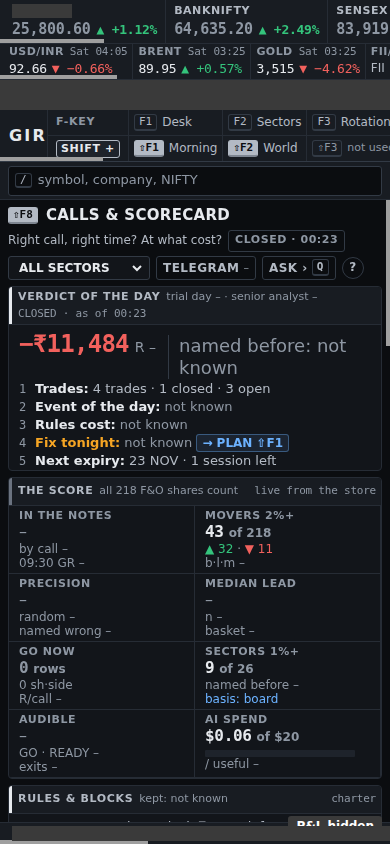 BANKNIFTY SENSEX
25,800.60 ▲ +1.12% 64,635.20 ▲ +2.49% 83,919
USD/INR Sat 04:05 BRENT Sat 03:25 GOLD Sat 03:25 FII/
92.66 ▼ −0.66% 89.95 ▲ +0.57% 3,515 ▼ −4.62% FII
GIR F-KEY F1 Desk F2 Sectors F3 Rotation
SHIFT + ⇧F1 Morning ⇧F2 World ⇧F3 not used
/ symbol, company, NIFTY
⇧F8 CALLS & SCORECARD
Right call, right time? At what cost? CLOSED · 00:23
ALL SECTORS TELEGRAM – ASK › Q ?
VERDICT OF THE DAY trial day – · senior analyst –
CLOSED · as of 00:23
−₹11,484 R – named before: not known
1 Trades: 4 trades · 1 closed · 3 open
2 Event of the day: not known
3 Rules cost: not known
4 Fix tonight: not known → PLAN ⇧F1
5 Next expiry: 23 NOV · 1 session left
THE SCORE all 218 F&O shares count live from the store
IN THE NOTES
–
by call –
09:30 GR –
MOVERS 2%+
43 of 218
▲ 32 · ▼ 11
b·l·m –
PRECISION
–
random –
named wrong –
MEDIAN LEAD
–
n –
basket –
GO NOW
0 rows
0 sh·side
R/call –
SECTORS 1%+
9 of 26
named before –
basis: board
AUDIBLE
–
GO · READY –
exits –
AI SPEND
$0.06 of $20
/ useful –
RULES & BLOCKS kept: not known charter